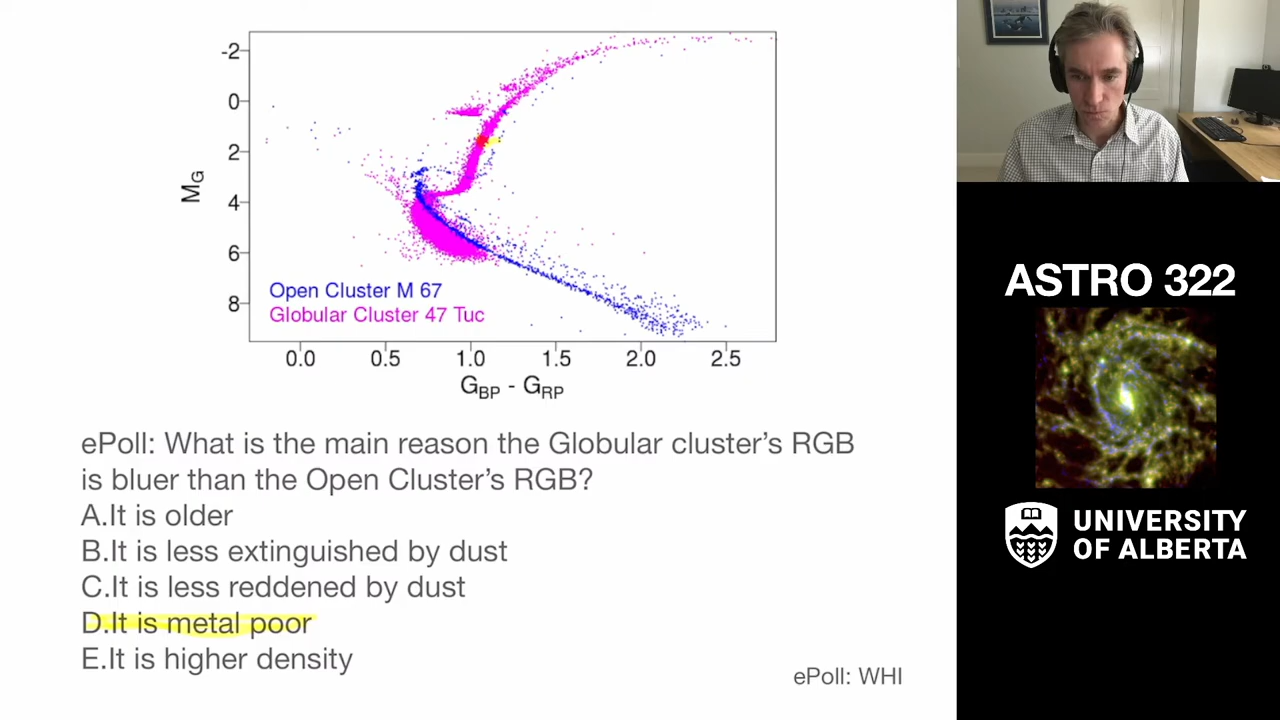 -2
0
2
4
6
8
M_G
Open Cluster M 67
Globular Cluster 47 Tuc
0.0 0.5 1.0 1.5 2.0 2.5
G_BP - G_RP
ePoll: What is the main reason the Globular cluster's RGB
is bluer than the Open Cluster's RGB?
A.It is older
B.It is less extinguished by dust
C.It is less reddened by dust
D.It is metal poor
E.It is higher density
ePoll: WHI
ASTRO 322
UNIVERSITY
OF ALBERTA